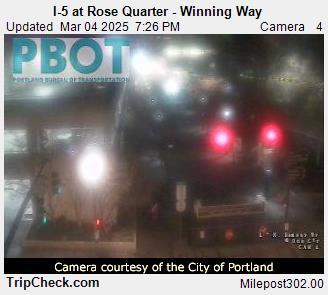 I-5 at Rose Quarter - Winning Way
Updated Mar 04 2025 7:26 PM Camera 4
PBOT
PORTLAND BUREAU OF TRANSPORTATION
Camera courtesy of the City of Portland
TripCheck.com Milepost302.00